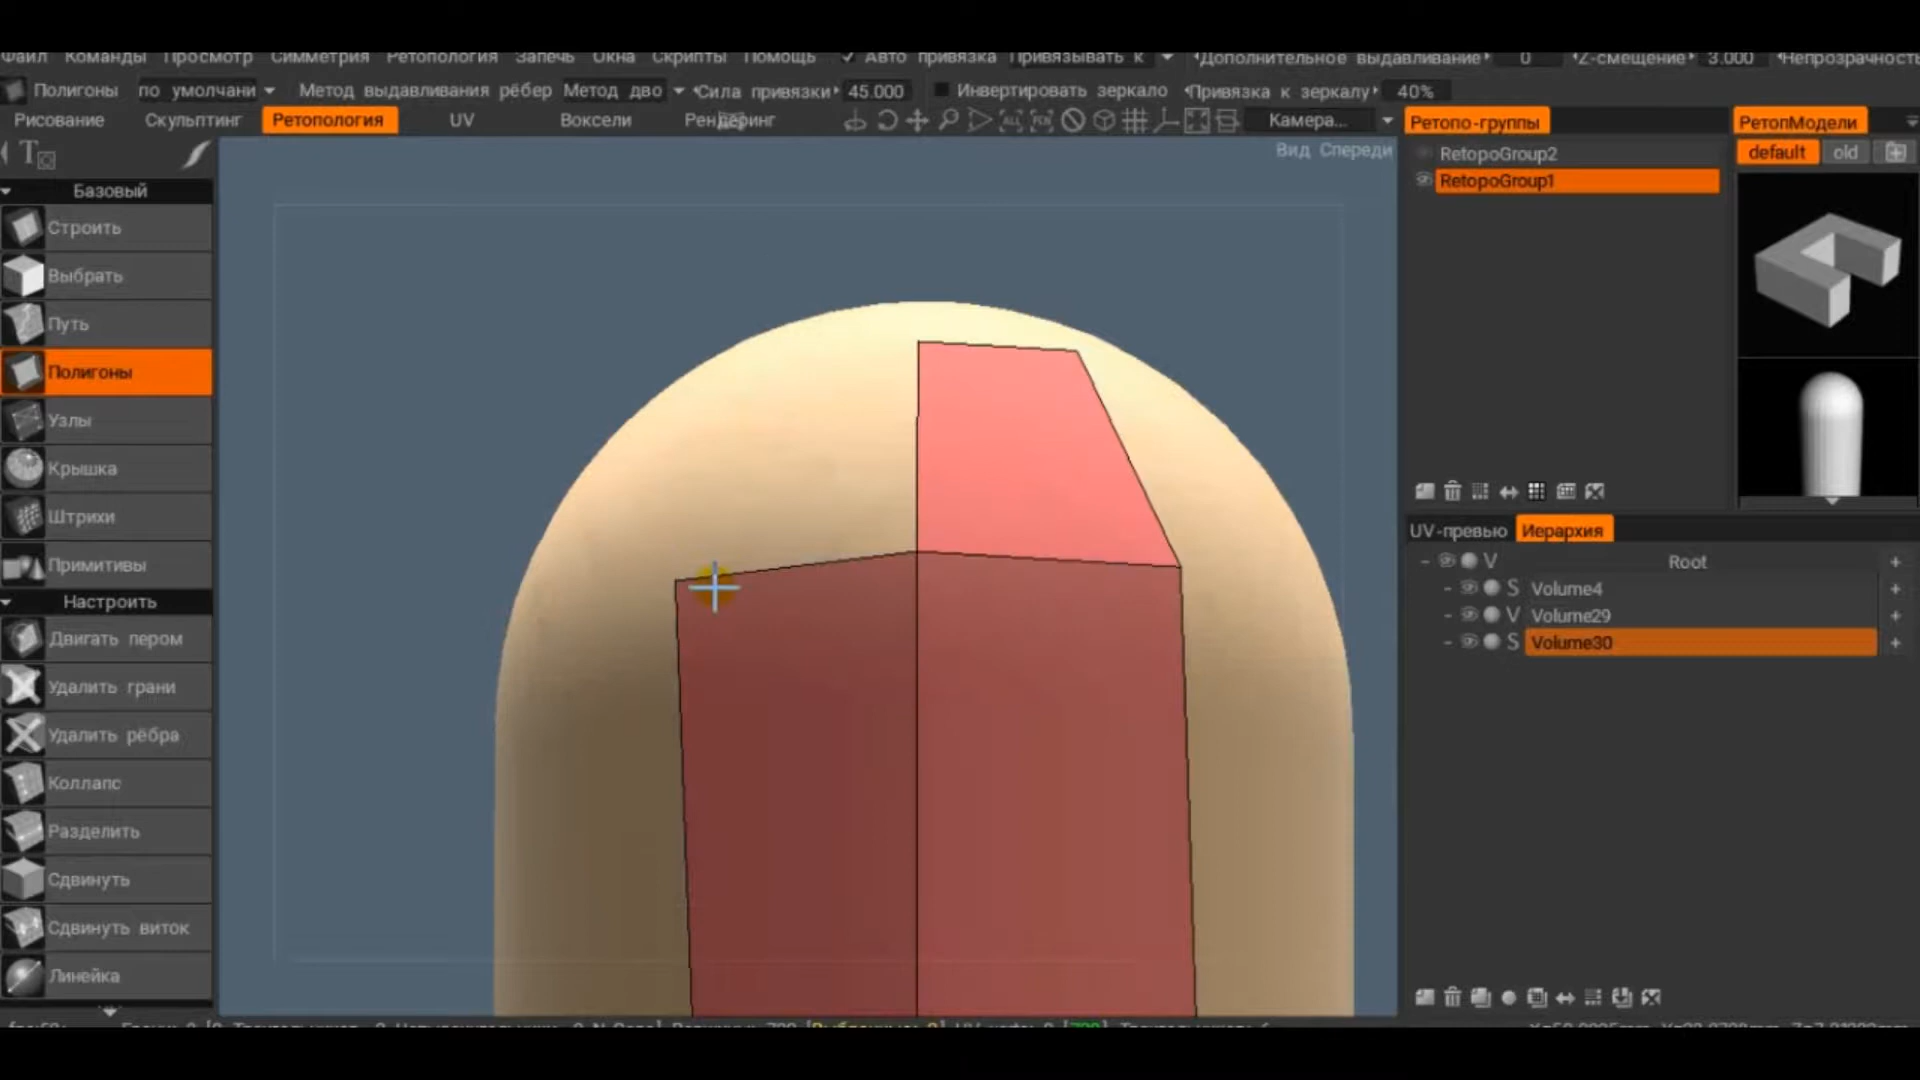 Файл Команды Просмотр Симметрия Ретопология Запечь Окна Скрипты Помощь Авто привязка Привязывать к Дополнительное выдавливание 0 Z-смещение 3.000 Непрозрачность
Полигоны по умолчани Метод выдавливания рёбер Метод дво Сила привязки 45.000 Инвертировать зеркало Привязка к зеркалу 40%
Рисование Скульптинг Ретопология UV Воксели Рендеринг Камера...
Вид Спереди
Базовый
Строить
Выбрать
Путь
Полигоны
Узлы
Крышка
Штрихи
Примитивы
Настроить
Двигать пером
Удалить грани
Удалить рёбра
Коллапс
Разделить
Сдвинуть
Сдвинуть виток
Линейка
Ретопо-группы
RetopoGroup2
RetopoGroup1
РетопМодели
default old
UV-превью Иерархия
V Root +
S Volume4 +
V Volume29 +
S Volume30 +